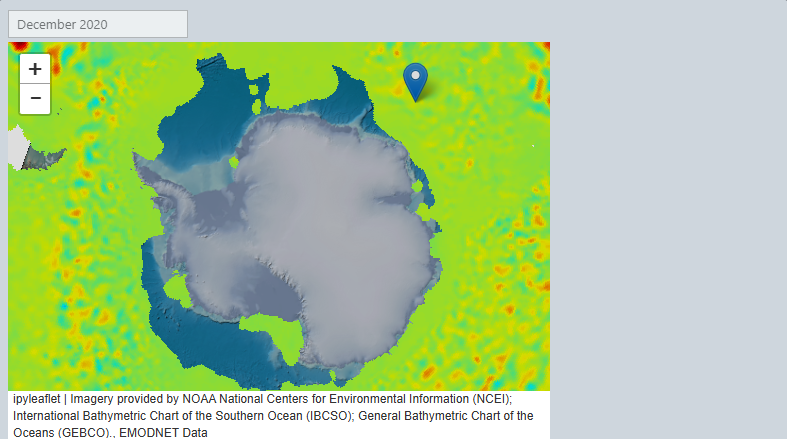 December 2020
+
−
ipyleaflet | Imagery provided by NOAA National Centers for Environmental Information (NCEI);
International Bathymetric Chart of the Southern Ocean (IBCSO); General Bathymetric Chart of the
Oceans (GEBCO)., EMODNET Data